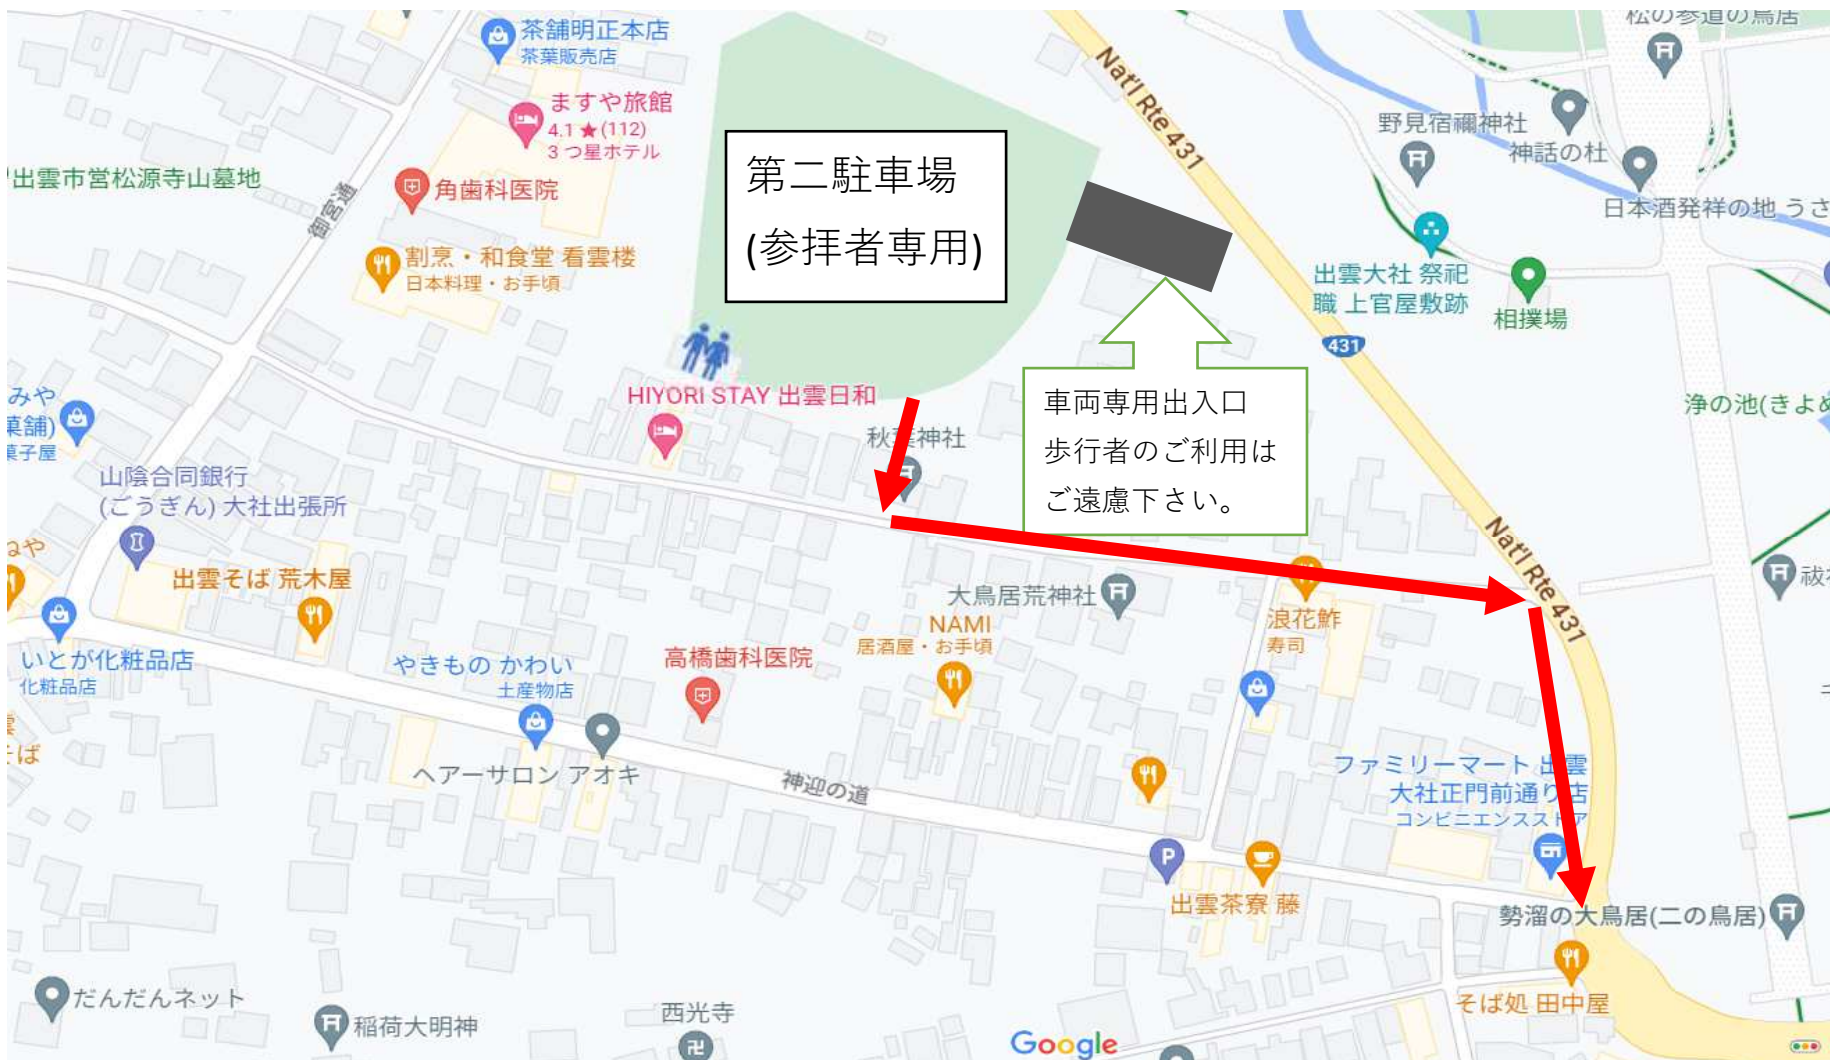 茶舗明正本店
茶葉販売店
ますや旅館
4.1★(112)
3つ星ホテル
出雲市営松源寺山墓地
御宮通
角歯科医院
割烹・和食堂 看雲楼
日本料理・お手頃
第二駐車場
(参拝者専用)
Nat'l Rte 431
松の参道の鳥居
野見宿禰神社
神話の杜
日本酒発祥の地 うさ
出雲大社 祭祀
職 上官屋敷跡
相撲場
431
浄の池(きよめ
車両専用出入口
歩行者のご利用は
ご遠慮下さい。
HIYORI STAY 出雲日和
秋葉神社
みや
菓舗)
菓子屋
山陰合同銀行
(ごうぎん) 大社出張所
ねや
出雲そば 荒木屋
いとが化粧品店
化粧品店
そば
やきもの かわい
土産物店
高橋歯科医院
大鳥居荒神社
NAMI
居酒屋・お手頃
浪花鮓
寿司
Nat'l Rte 431
祓
ヘアーサロン アオキ
神迎の道
ファミリーマート 出雲
大社正門前通り店
コンビニエンスストア
P
出雲茶寮 藤
勢溜の大鳥居(二の鳥居)
そば処 田中屋
だんだんネット
稲荷大明神
西光寺
Google